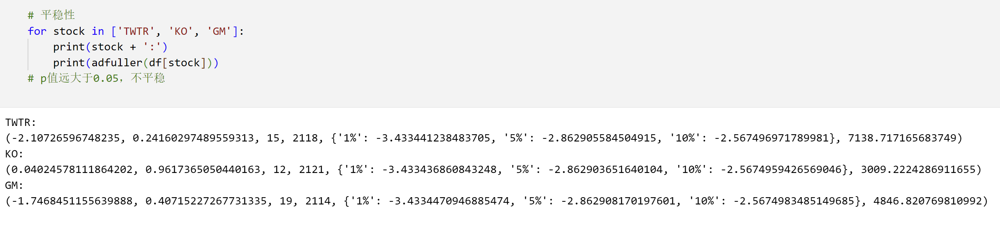 # 平稳性
for stock in ['TWTR', 'KO', 'GM']:
    print(stock + ':')
    print(adfuller(df[stock]))
# p值远大于0.05，不平稳
TWTR:
(-2.10726596748235, 0.24160297489559313, 15, 2118, {'1%': -3.433441238483705, '5%': -2.862905584504915, '10%': -2.567496971789981}, 7138.717165683749)
KO:
(0.04024578111864202, 0.9617365050440163, 12, 2121, {'1%': -3.433436860843248, '5%': -2.862903651640104, '10%': -2.5674959426569046}, 3009.2224286911655)
GM:
(-1.7468451155639888, 0.40715227267731335, 19, 2114, {'1%': -3.4334470946885474, '5%': -2.862908170197601, '10%': -2.5674983485149685}, 4846.820769810992)